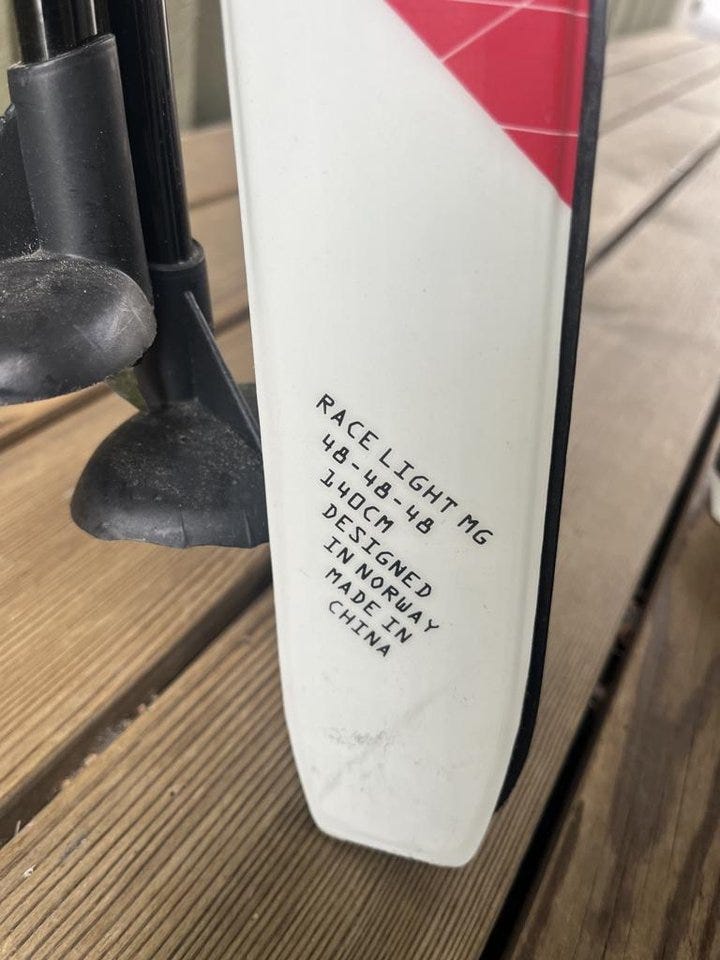 RACE LIGHT MG
48-48-48
140CM
DESIGNED
IN NORWAY
MADE IN
CHINA